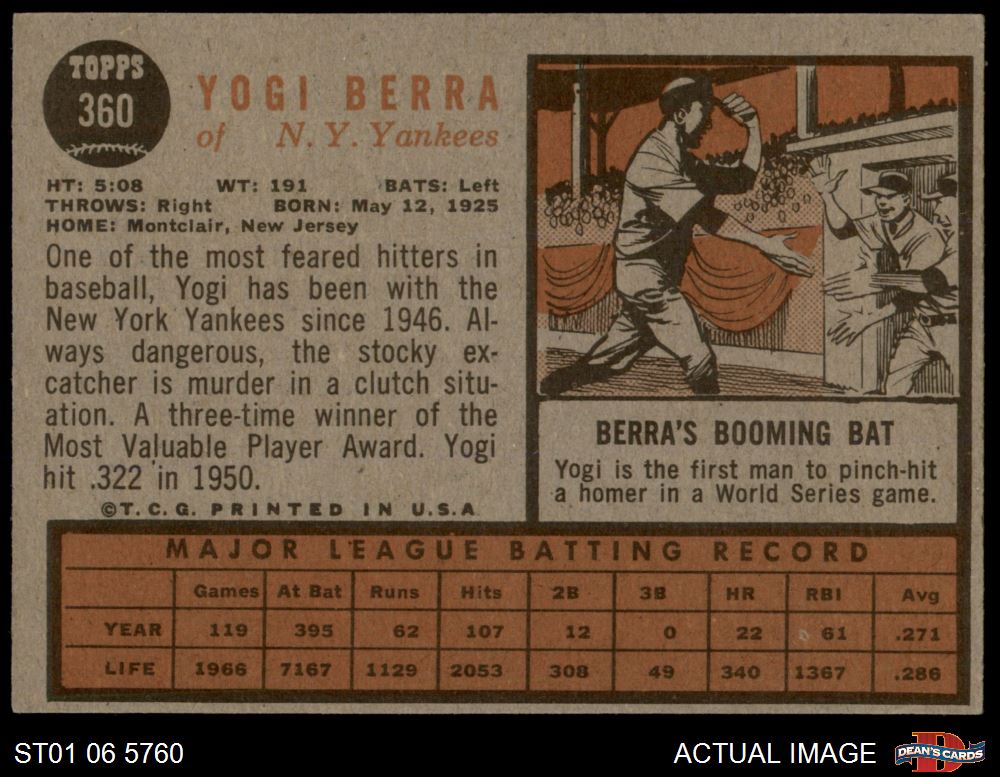 TOPPS
360
YOGI BERRA
of N. Y. Yankees
HT: 5:08 WT: 191 BATS: Left
THROWS: Right BORN: May 12, 1925
HOME: Montclair, New Jersey
One of the most feared hitters in
baseball, Yogi has been with the
New York Yankees since 1946. Al-
ways dangerous, the stocky ex-
catcher is murder in a clutch situ-
ation. A three-time winner of the
Most Valuable Player Award. Yogi
hit .322 in 1950.
©T.C.G. PRINTED IN U.S.A.
BERRA'S BOOMING BAT
Yogi is the first man to pinch-hit
a homer in a World Series game.
MAJOR LEAGUE BATTING RECORD
Games At Bat Runs Hits 2B 3B HR RBI Avg
YEAR 119 395 62 107 12 0 22 61 .271
LIFE 1966 7167 1129 2053 308 49 340 1367 .286
ST01 06 5760
ACTUAL IMAGE
D
DEAN'S CARDS